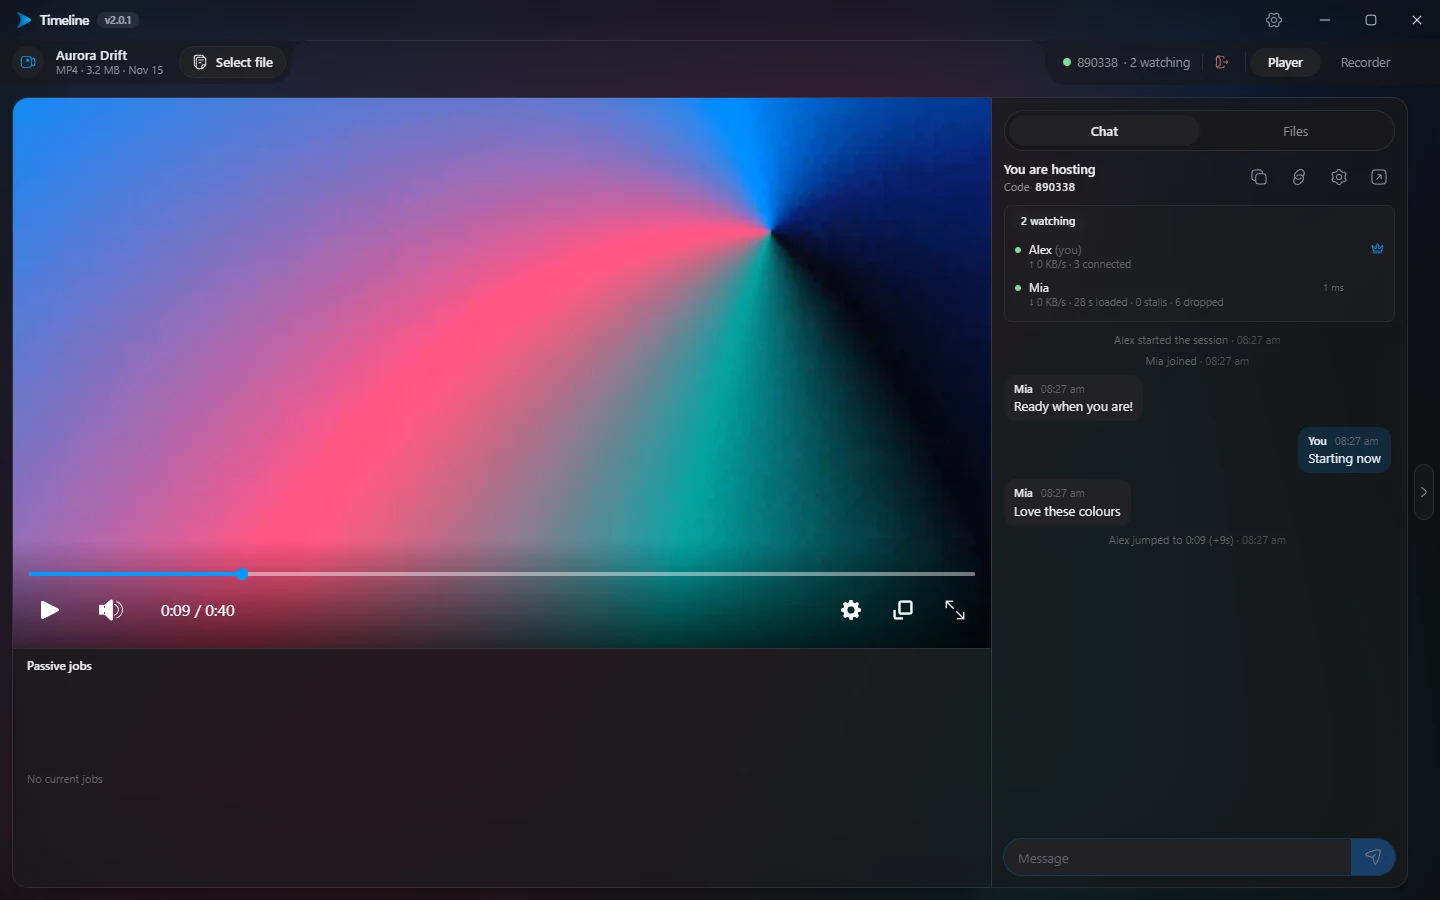 Timeline v2.0.1
Aurora Drift
MP4 · 3.2 MB · Nov 15
Select file
890338 · 2 watching
Player
Recorder
Chat
Files
You are hosting
Code 890338
2 watching
Alex (you)
↑ 0 KB/s · 3 connected
Mia
1 ms
↓ 0 KB/s · 28 s loaded · 0 stalls · 6 dropped
Alex started the session · 08:27 am
Mia joined · 08:27 am
Mia 08:27 am
Ready when you are!
You 08:27 am
Starting now
Mia 08:27 am
Love these colours
Alex jumped to 0:09 (+9s) · 08:27 am
0:09 / 0:40
Passive jobs
No current jobs
Message